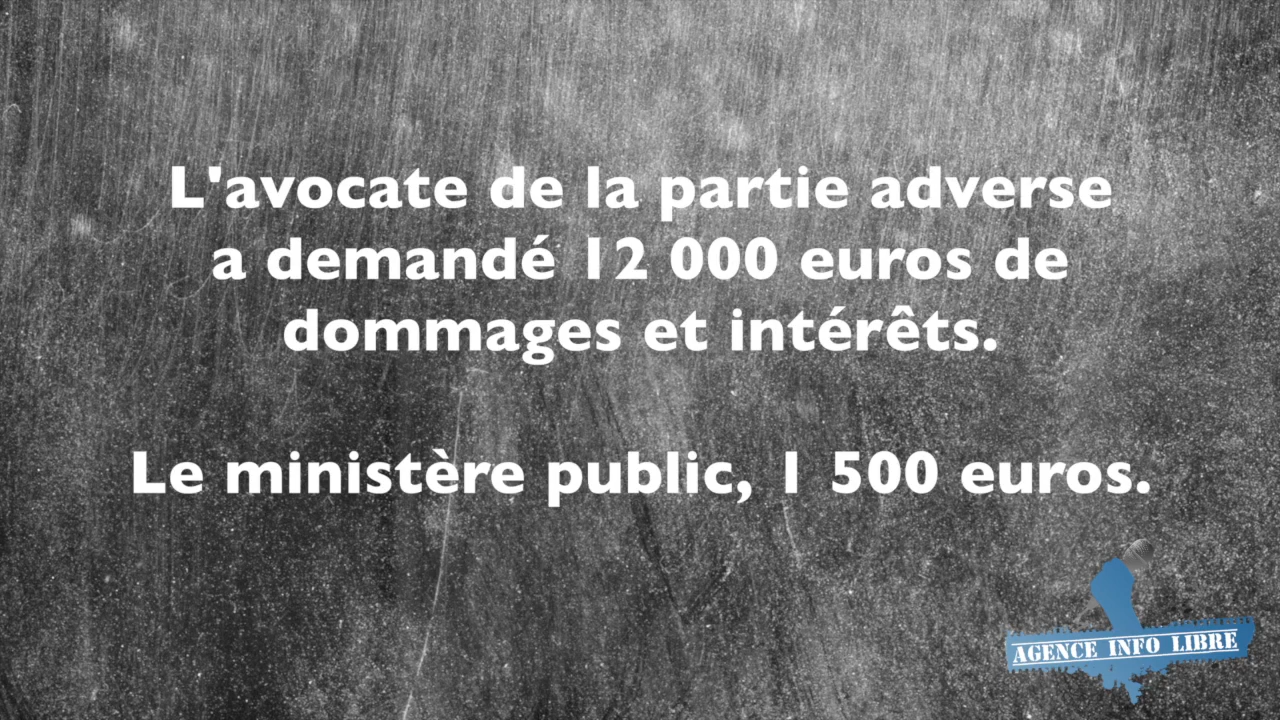 L'avocate de la partie adverse
a demandé 12 000 euros de
dommages et intérêts.
Le ministère public, 1 500 euros.
AGENCE INFO LIBRE